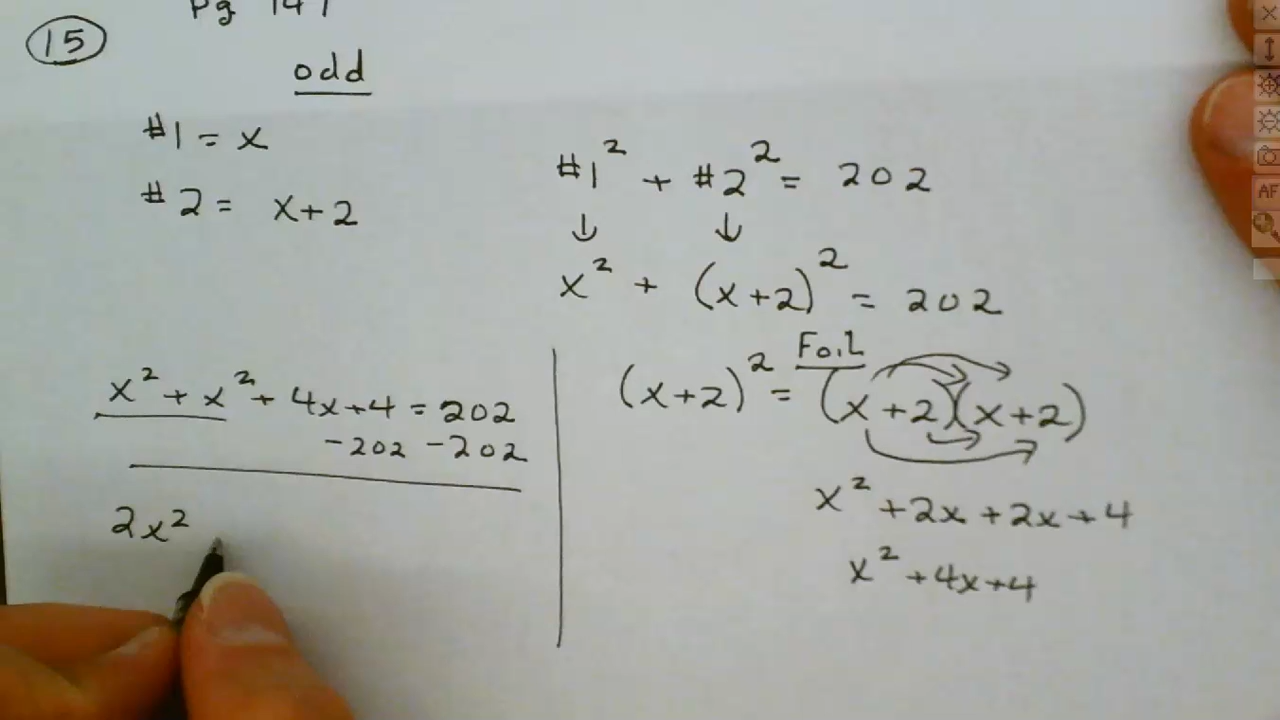 Pg 141
15
odd
#1 = x
#2 = x+2
#1² + #2² = 202
↓ ↓
x² + (x+2)² = 202
x² + x² + 4x+4 = 202
-202 -202
2x²
Foil
(x+2)² = (x+2)(x+2)
x² +2x +2x +4
x² +4x+4
AF